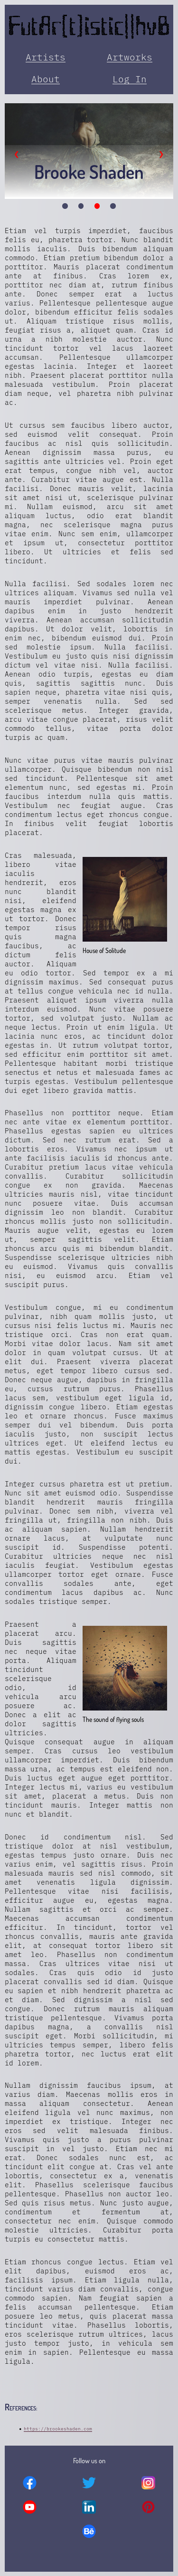 FutAr(t)istic||hub
Artists
Artworks
About
Log In
Brooke Shaden
Etiam vel turpis imperdiet, faucibus
felis eu, pharetra tortor. Nunc blandit
mollis iaculis. Duis bibendum aliquam
commodo. Etiam pretium bibendum dolor a
porttitor. Mauris placerat condimentum
ante at finibus. Cras lorem ex,
porttitor nec diam at, rutrum finibus
ante. Donec semper erat a luctus
varius. Pellentesque pellentesque augue
dolor, bibendum efficitur felis sodales
ut. Aliquam tristique risus mollis,
feugiat risus a, aliquet quam. Cras id
urna a nibh molestie auctor. Nunc
tincidunt tortor vel lacus laoreet
accumsan. Pellentesque ullamcorper
egestas lacinia. Integer et laoreet
nibh. Praesent placerat porttitor nulla
malesuada vestibulum. Proin placerat
diam neque, vel pharetra nibh pulvinar
ac.
Ut cursus sem faucibus libero auctor,
sed euismod velit consequat. Proin
faucibus ac nisl quis sollicitudin.
Aenean dignissim massa purus, eu
sagittis ante ultricies vel. Proin eget
erat tempus, congue nibh vel, auctor
ante. Curabitur vitae augue est. Nulla
facilisi. Donec mauris velit, lacinia
sit amet nisi ut, scelerisque pulvinar
mi. Nullam euismod, arcu sit amet
aliquam luctus, odio erat blandit
magna, nec scelerisque magna purus
vitae enim. Nunc sem enim, ullamcorper
et ipsum ut, consectetur porttitor
libero. Ut ultricies et felis sed
tincidunt.
Nulla facilisi. Sed sodales lorem nec
ultrices aliquam. Vivamus sed nulla vel
mauris imperdiet pulvinar. Aenean
dapibus enim in justo hendrerit
viverra. Aenean accumsan sollicitudin
dapibus. Ut dolor velit, lobortis in
enim nec, bibendum euismod dui. Proin
sed molestie ipsum. Nulla facilisi.
Vestibulum eu justo quis nisi dignissim
dictum vel vitae nisi. Nulla facilisi.
Aenean odio turpis, egestas eu diam
quis, sagittis sagittis nunc. Duis
sapien neque, pharetra vitae nisi quis,
semper venenatis nulla. Sed sed
scelerisque metus. Integer gravida,
arcu vitae congue placerat, risus velit
commodo tellus, vitae porta dolor
turpis ac quam.
Nunc vitae purus vitae mauris pulvinar
ullamcorper. Quisque bibendum non nisl
sed tincidunt. Pellentesque sit amet
elementum nunc, sed egestas mi. Proin
faucibus interdum nulla quis mattis.
Vestibulum nec feugiat augue. Cras
condimentum lectus eget rhoncus congue.
In finibus velit feugiat lobortis
placerat.
Cras malesuada,
libero vitae
iaculis
hendrerit, eros
nunc blandit
nisi, eleifend
egestas magna ex
ut tortor. Donec
tempor risus
quis magna
faucibus, ac
dictum felis
auctor. Aliquam
House of Solitude
eu odio tortor. Sed tempor ex a mi
dignissim maximus. Sed consequat purus
at tellus congue vehicula nec id nulla.
Praesent aliquet ipsum viverra nulla
interdum euismod. Nunc vitae posuere
tortor, sed volutpat justo. Nullam ac
neque lectus. Proin ut enim ligula. Ut
lacinia nunc eros, ac tincidunt dolor
egestas in. Ut rutrum volutpat tortor,
sed efficitur enim porttitor sit amet.
Pellentesque habitant morbi tristique
senectus et netus et malesuada fames ac
turpis egestas. Vestibulum pellentesque
dui eget libero gravida mattis.
Phasellus non porttitor neque. Etiam
nec ante vitae ex elementum porttitor.
Phasellus egestas sapien eu ultrices
dictum. Sed nec rutrum erat. Sed a
lobortis eros. Vivamus nec ipsum ut
ante facilisis iaculis id rhoncus ante.
Curabitur pretium lacus vitae vehicula
convallis. Curabitur sollicitudin
congue ex non gravida. Maecenas
ultricies mauris nisl, vitae tincidunt
nunc posuere vitae. Duis accumsan
dignissim leo non blandit. Curabitur
rhoncus mollis justo non sollicitudin.
Mauris augue velit, egestas eu lorem
ut, semper sagittis velit. Etiam
rhoncus arcu quis mi bibendum blandit.
Suspendisse scelerisque ultricies nibh
eu euismod. Vivamus quis convallis
nisi, eu euismod arcu. Etiam vel
suscipit purus.
Vestibulum congue, mi eu condimentum
pulvinar, nibh quam mollis justo, ut
cursus nisi felis luctus mi. Mauris nec
tristique orci. Cras non erat quam.
Morbi vitae dolor lacus. Nam sit amet
dolor in quam volutpat cursus. Ut at
elit dui. Praesent viverra placerat
metus, eget tempor libero cursus sed.
Donec neque augue, dapibus in fringilla
eu, cursus rutrum purus. Phasellus
lacus sem, vestibulum eget ligula id,
dignissim congue libero. Etiam egestas
leo et ornare rhoncus. Fusce maximus
semper dui vel bibendum. Duis porta
iaculis justo, non suscipit lectus
ultrices eget. Ut eleifend lectus eu
mattis egestas. Vestibulum eu suscipit
dui.
Integer cursus pharetra est ut pretium.
Nunc sit amet euismod odio. Suspendisse
blandit hendrerit mauris fringilla
pulvinar. Donec sem nibh, viverra vel
fringilla ut, fringilla non nibh. Duis
ac aliquam sapien. Nullam hendrerit
ornare lacus, at vulputate nunc
suscipit id. Suspendisse potenti.
Curabitur ultricies neque nec nisl
iaculis feugiat. Vestibulum egestas
ullamcorper tortor eget ornare. Fusce
convallis sodales ante, eget
condimentum lacus dapibus ac. Nunc
sodales tristique semper.
Praesent a
placerat arcu.
Duis sagittis
nec neque vitae
porta. Aliquam
tincidunt
scelerisque
odio, id
vehicula arcu
posuere ac.
Donec a elit ac
dolor sagittis
ultricies.
The sound of flying souls
Quisque consequat augue in aliquam
semper. Cras cursus leo vestibulum
ullamcorper imperdiet. Duis bibendum
massa urna, ac tempus est eleifend non.
Duis luctus eget augue eget porttitor.
Integer lectus mi, varius eu vestibulum
sit amet, placerat a metus. Duis non
tincidunt mauris. Integer mattis non
nunc et blandit.
Donec id condimentum nisl. Sed
tristique dolor at nisl vestibulum,
egestas tempus justo ornare. Duis nec
varius enim, vel sagittis risus. Proin
malesuada mauris sed nisl commodo, sit
amet venenatis ligula dignissim.
Pellentesque vitae nisi facilisis,
efficitur augue eu, egestas magna.
Nullam sagittis et orci ac semper.
Maecenas accumsan condimentum
efficitur. In tincidunt, tortor vel
rhoncus convallis, mauris ante gravida
elit, at consequat tortor libero sit
amet leo. Phasellus non condimentum
massa. Cras ultrices vitae nisi ut
sodales. Cras quis odio id justo
placerat convallis sed id diam. Quisque
eu sapien et nibh hendrerit pharetra ac
et diam. Sed dignissim a nisl sed
congue. Donec rutrum mauris aliquam
tristique pellentesque. Vivamus porta
dapibus magna, a convallis nisl
suscipit eget. Morbi sollicitudin, mi
ultricies tempus semper, libero felis
pharetra tortor, nec luctus erat elit
id lorem.
Nullam dignissim faucibus ipsum, at
varius diam. Maecenas mollis eros in
massa aliquam consectetur. Aenean
eleifend ligula vel nunc maximus, non
imperdiet ex tristique. Integer nec
eros sed velit malesuada finibus.
Vivamus quis justo a purus pulvinar
suscipit in vel justo. Etiam nec mi
erat. Donec sodales nunc est, ac
tincidunt elit congue at. Cras vel ante
lobortis, consectetur ex a, venenatis
elit. Phasellus scelerisque faucibus
pellentesque. Phasellus non auctor leo.
Sed quis risus metus. Nunc justo augue,
condimentum et fermentum at,
consectetur nec enim. Quisque commodo
molestie ultricies. Curabitur porta
turpis eu consectetur mattis.
Etiam rhoncus congue lectus. Etiam vel
elit dapibus, euismod eros ac,
facilisis ipsum. Etiam ligula nulla,
tincidunt varius diam convallis, congue
commodo sapien. Nam feugiat sapien a
felis accumsan pellentesque. Etiam
posuere leo metus, quis placerat massa
tincidunt vitae. Phasellus lobortis,
eros scelerisque rutrum ultrices, lacus
justo tempor justo, in vehicula sem
enim in sapien. Pellentesque eu massa
ligula.
References
https://brookeshaden.com
Follow us on
in
Bē